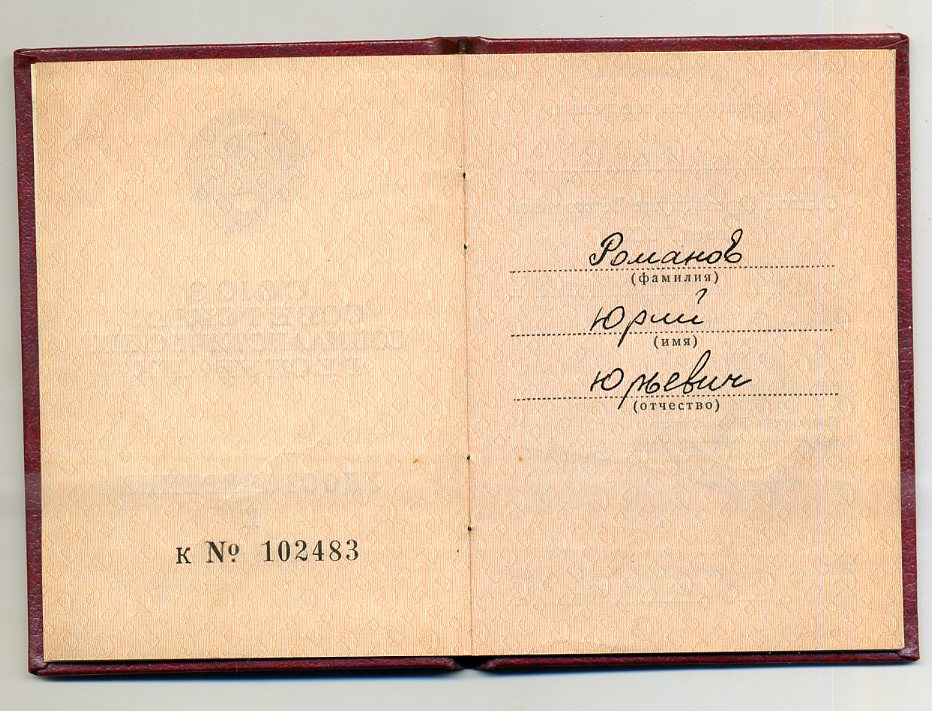 к № 102483
Романов
(фамилия)
Юрий
(имя)
Юрьевич
(отчество)